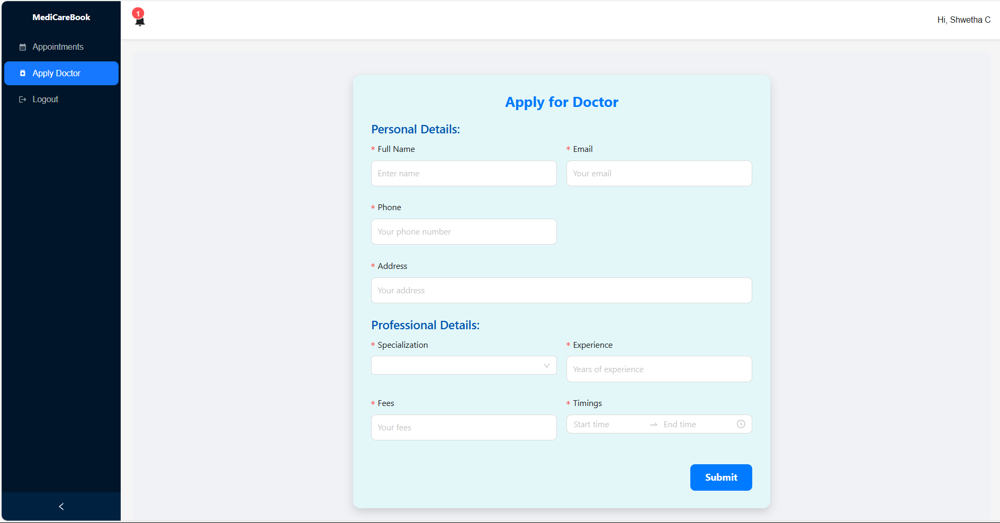 MediCareBook
Appointments
Apply Doctor
Logout
1
Hi, Shwetha C
Apply for Doctor
Personal Details:
* Full Name
* Email
Enter name
Your email
* Phone
Your phone number
* Address
Your address
Professional Details:
* Specialization
* Experience
Years of experience
* Fees
* Timings
Your fees
Start time → End time
Submit